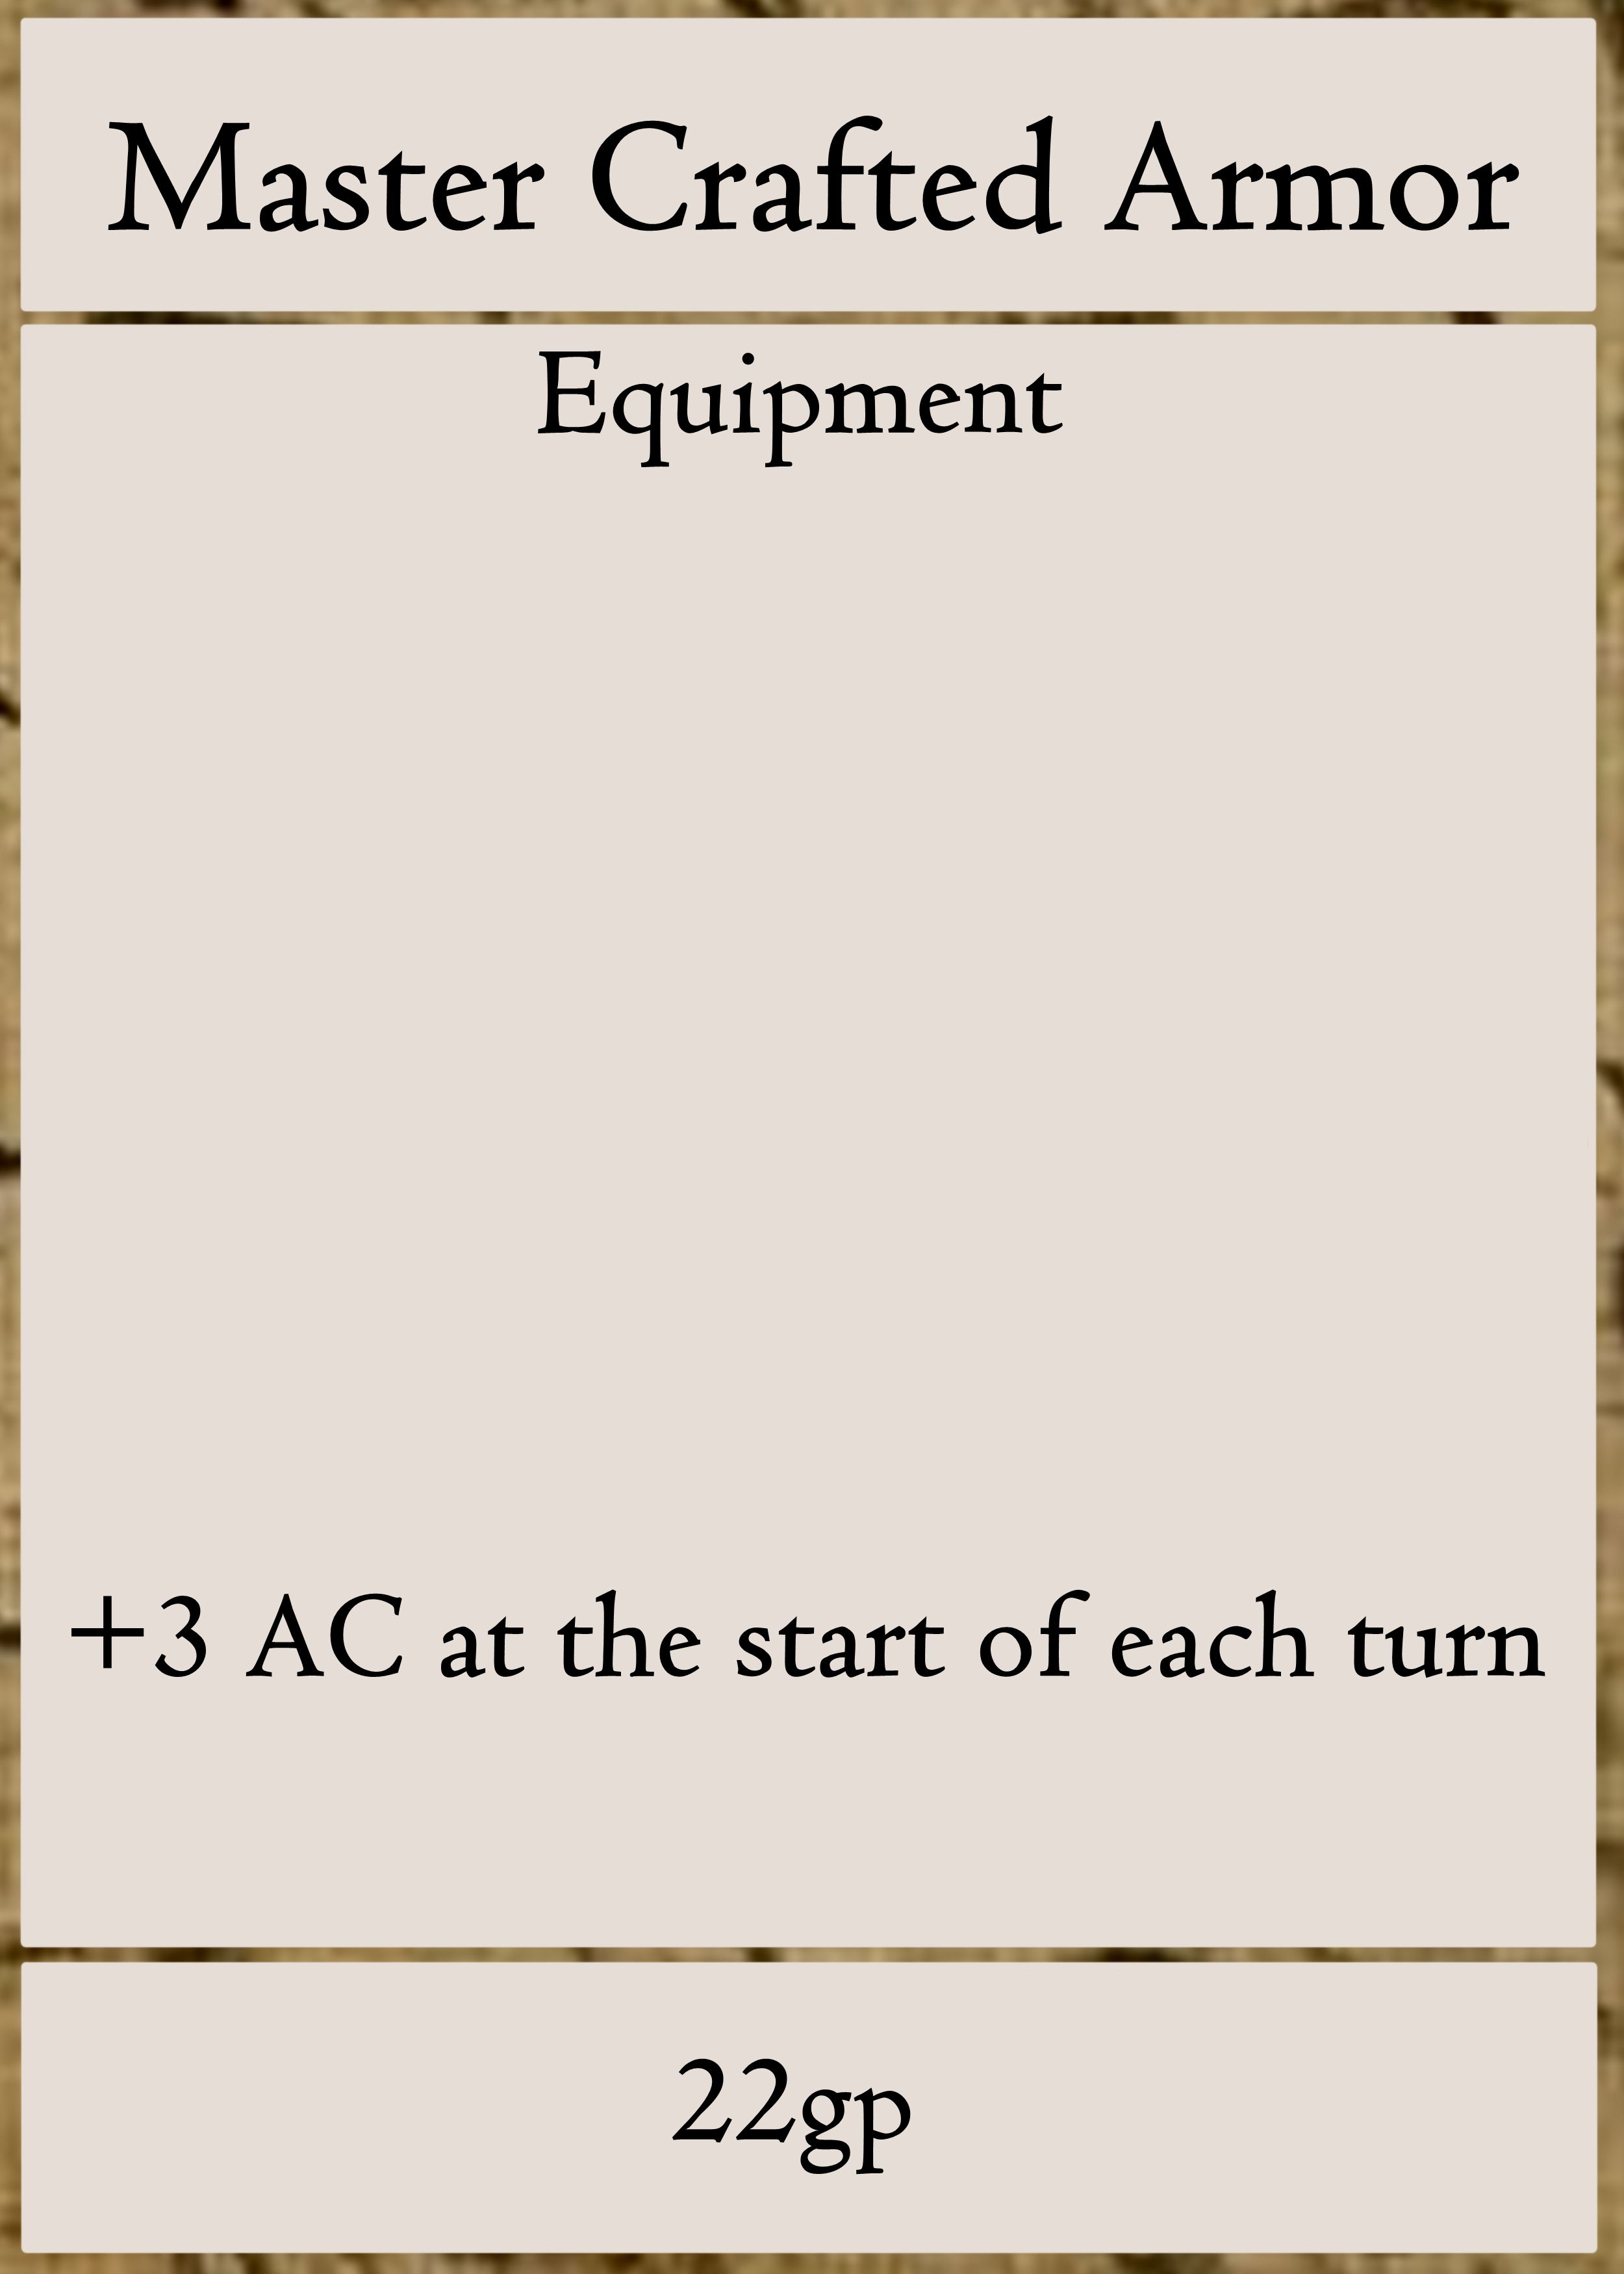 Master Crafted Armor
Equipment
+3 AC at the start of each turn
22gp